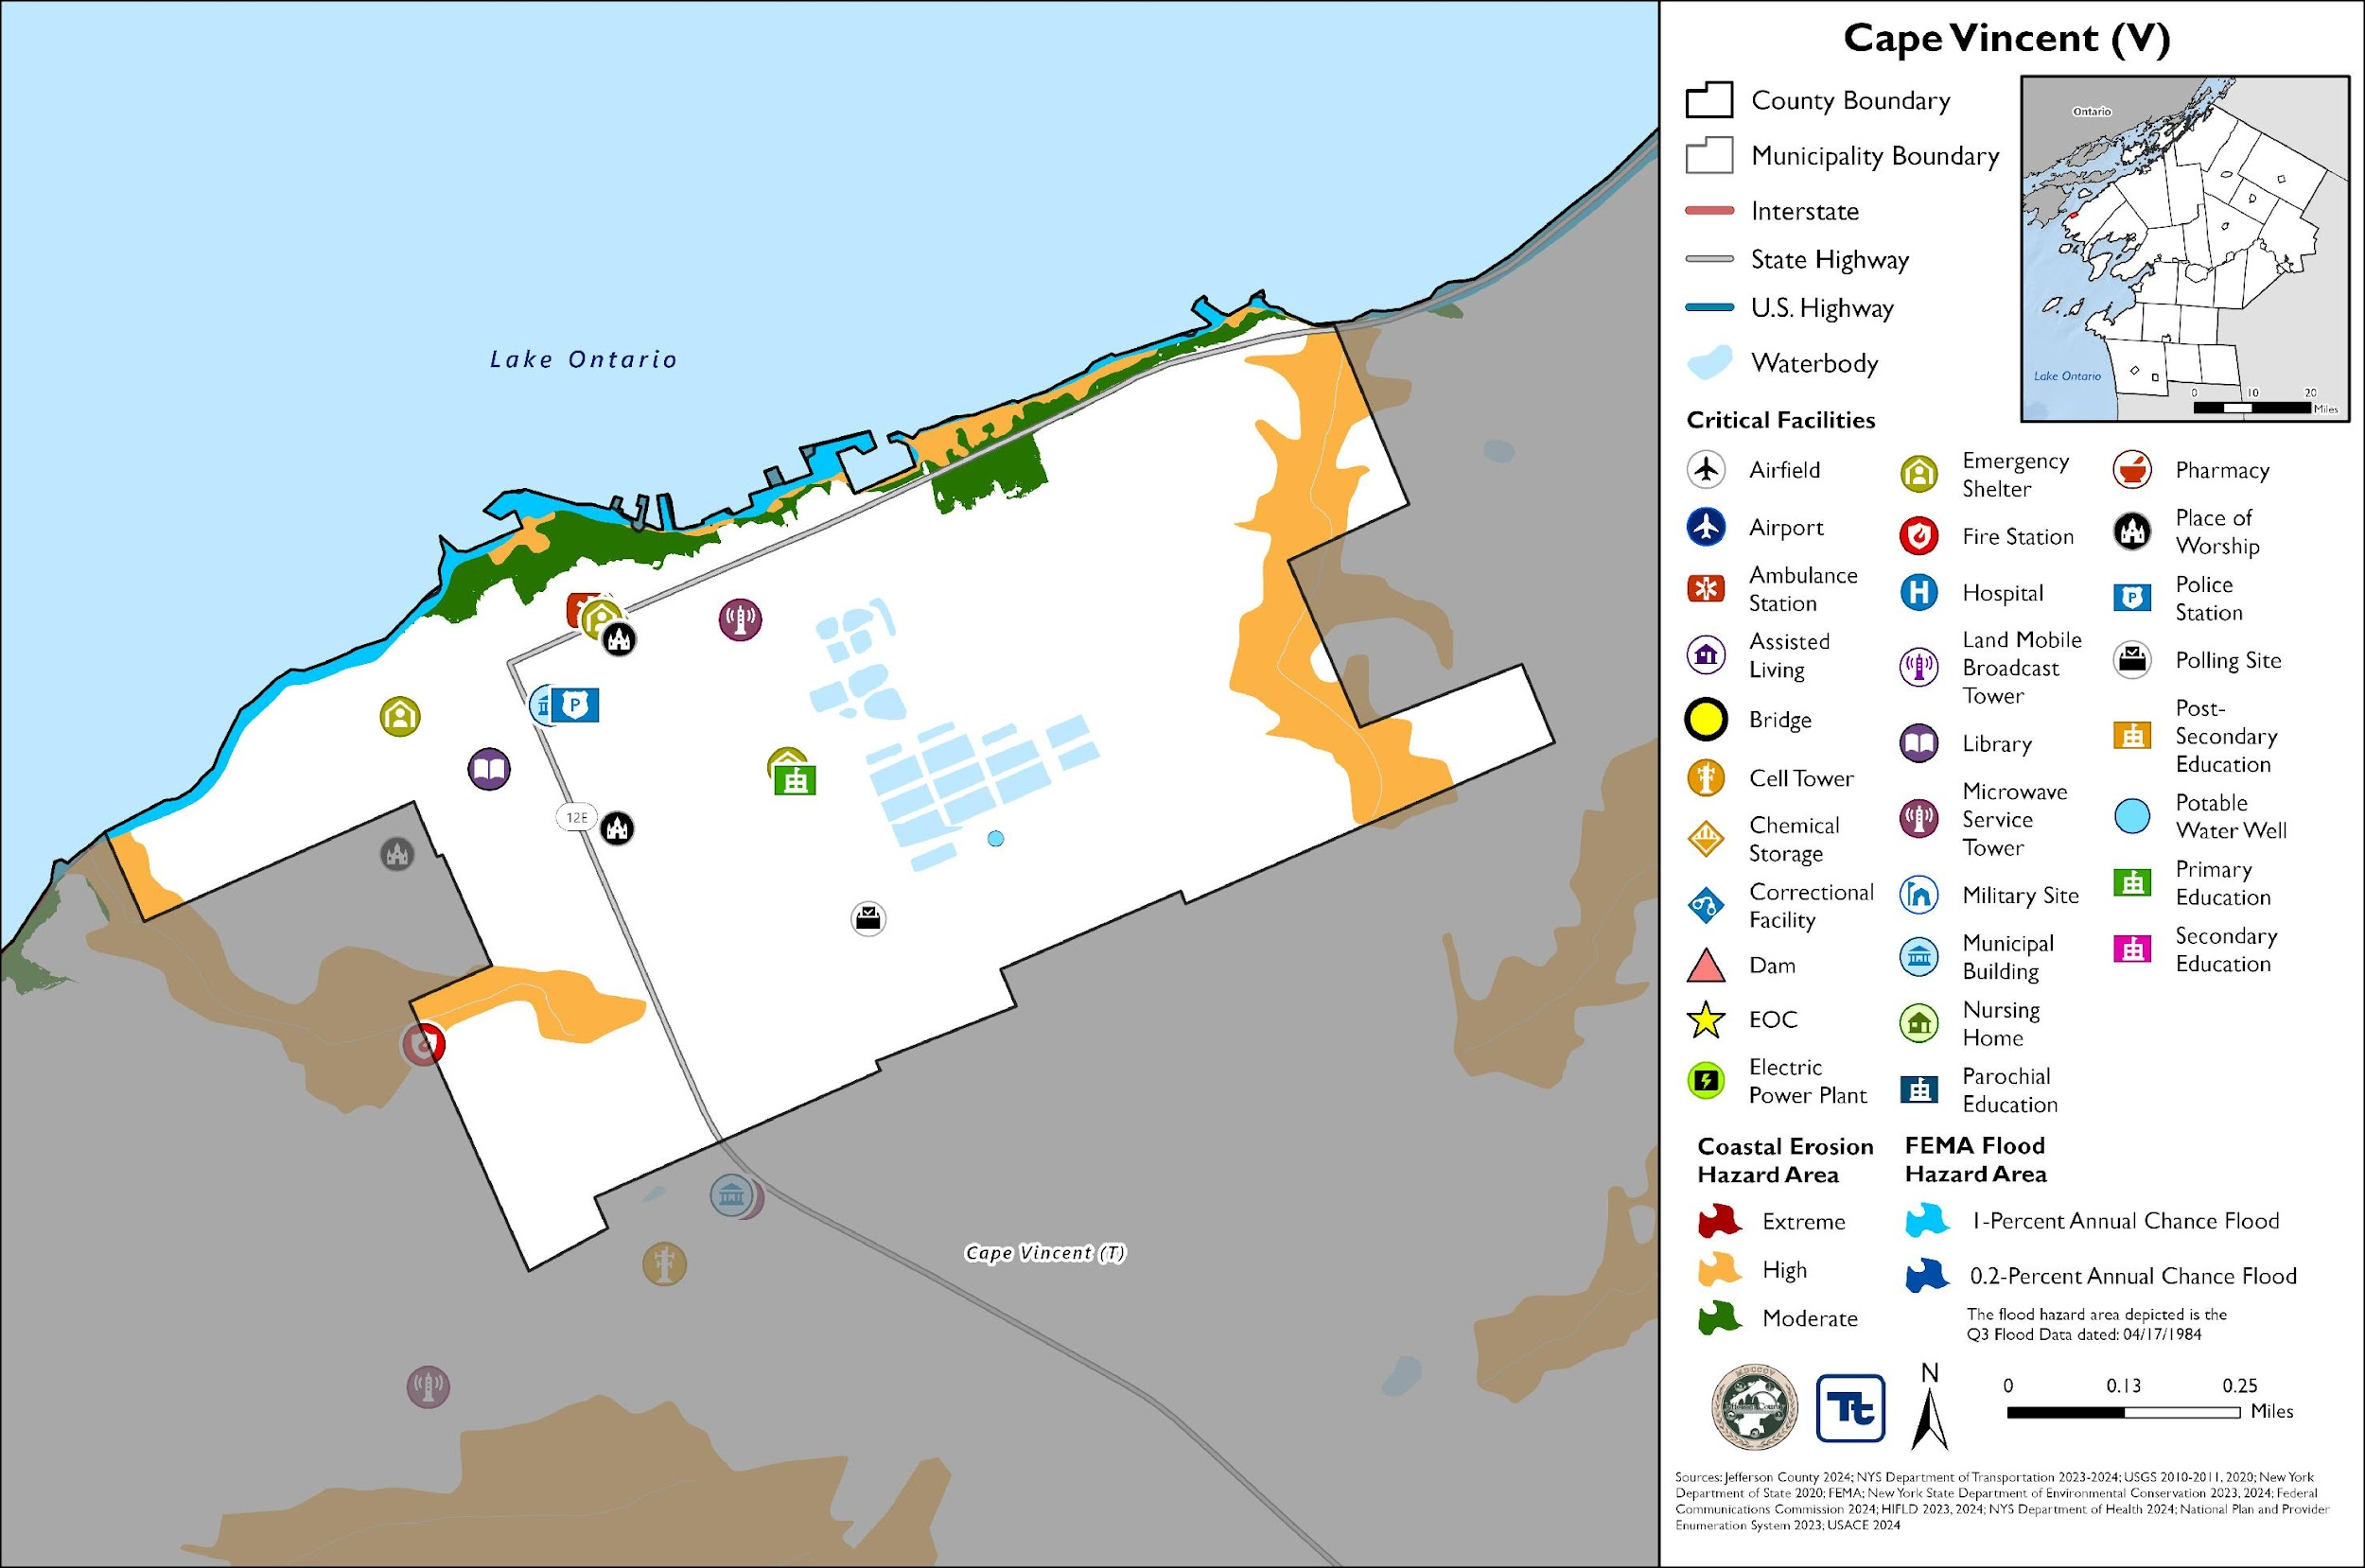 Cape Vincent (V)
County Boundary
Municipality Boundary
Interstate
State Highway
U.S. Highway
Waterbody
Ontario
Lake Ontario
0 10 20
Miles
Critical Facilities
Airfield
Airport
Ambulance
Station
Assisted
Living
Bridge
Cell Tower
Chemical
Storage
Correctional
Facility
Dam
EOC
Electric
Power Plant
Emergency
Shelter
Fire Station
H
Hospital
Land Mobile
Broadcast
Tower
Library
Microwave
Service
Tower
Military Site
Municipal
Building
Nursing
Home
Parochial
Education
Pharmacy
Place of
Worship
P
Police
Station
Polling Site
Post-
Secondary
Education
Potable
Water Well
Primary
Education
Secondary
Education
Coastal Erosion
Hazard Area
Extreme
High
Moderate
FEMA Flood
Hazard Area
1-Percent Annual Chance Flood
0.2-Percent Annual Chance Flood
The flood hazard area depicted is the
Q3 Flood Data dated: 04/17/1984
Tt
N
0 0.13 0.25
Miles
Sources: Jefferson County 2024; NYS Department of Transportation 2023-2024; USGS 2010-2011, 2020; New York
Department of State 2020; FEMA; New York State Department of Environmental Conservation 2023, 2024; Federal
Communications Commission 2024; HIFLD 2023, 2024; NYS Department of Health 2024; National Plan and Provider
Enumeration System 2023; USACE 2024
Lake Ontario
P
12E
Cape Vincent (T)